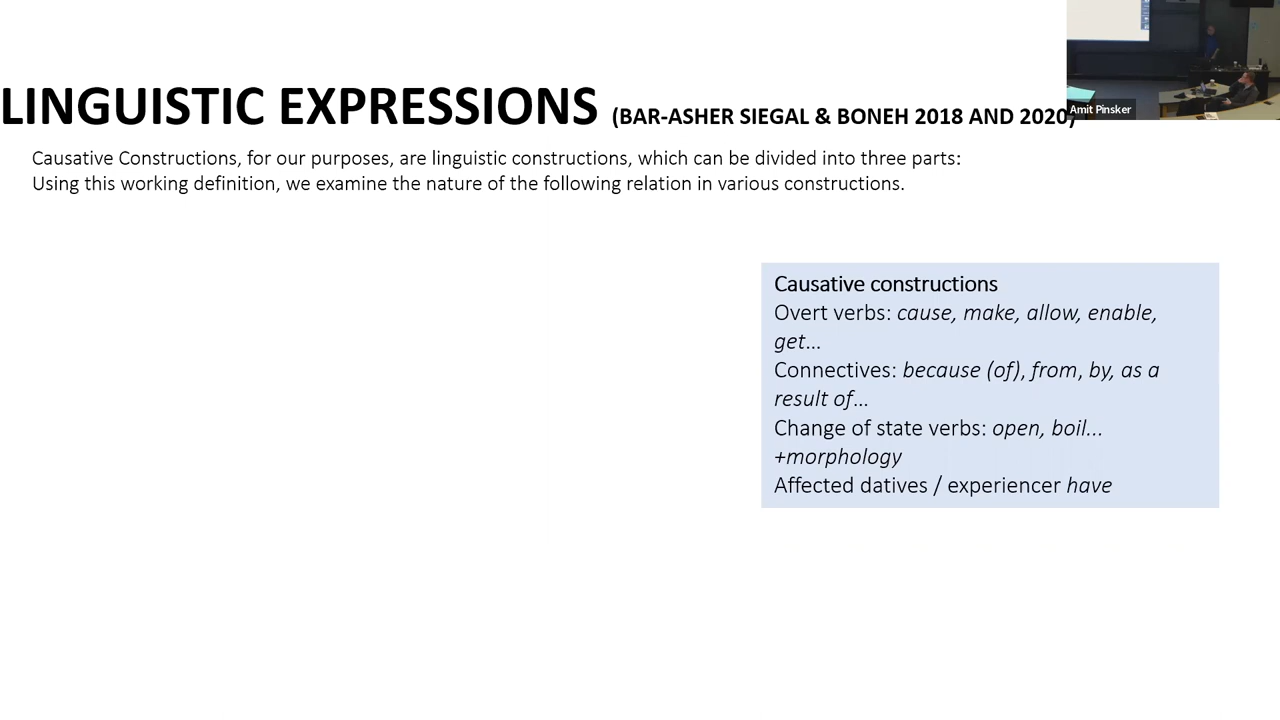 LINGUISTIC EXPRESSIONS (BAR-ASHER SIEGAL & BONEH 2018 AND 2020)
Amit Pinsker
Causative Constructions, for our purposes, are linguistic constructions, which can be divided into three parts:
Using this working definition, we examine the nature of the following relation in various constructions.
Causative constructions
Overt verbs: cause, make, allow, enable,
get...
Connectives: because (of), from, by, as a
result of...
Change of state verbs: open, boil...
+morphology
Affected datives / experiencer have